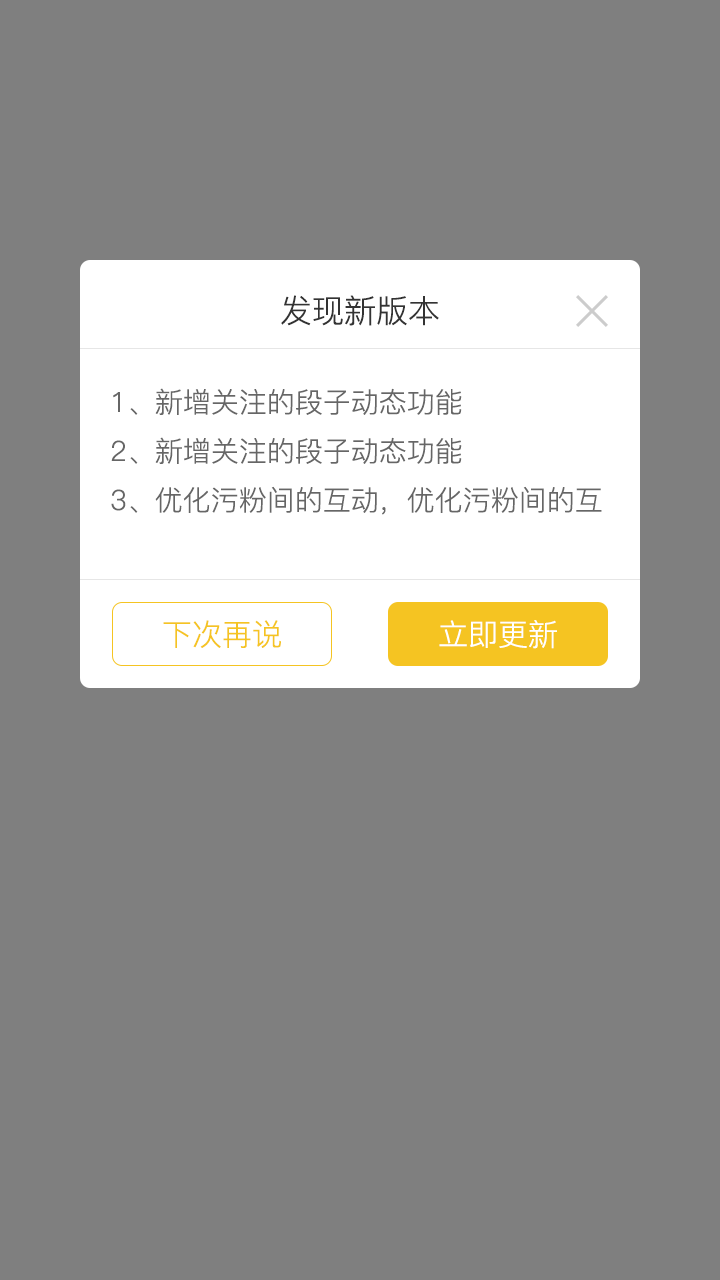 发现新版本
1、新增关注的段子动态功能
2、新增关注的段子动态功能
3、优化污粉间的互动，优化污粉间的互
下次再说
立即更新